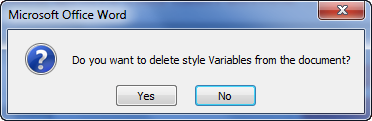 Microsoft Office Word
Do you want to delete style Variables from the document?
Yes
No